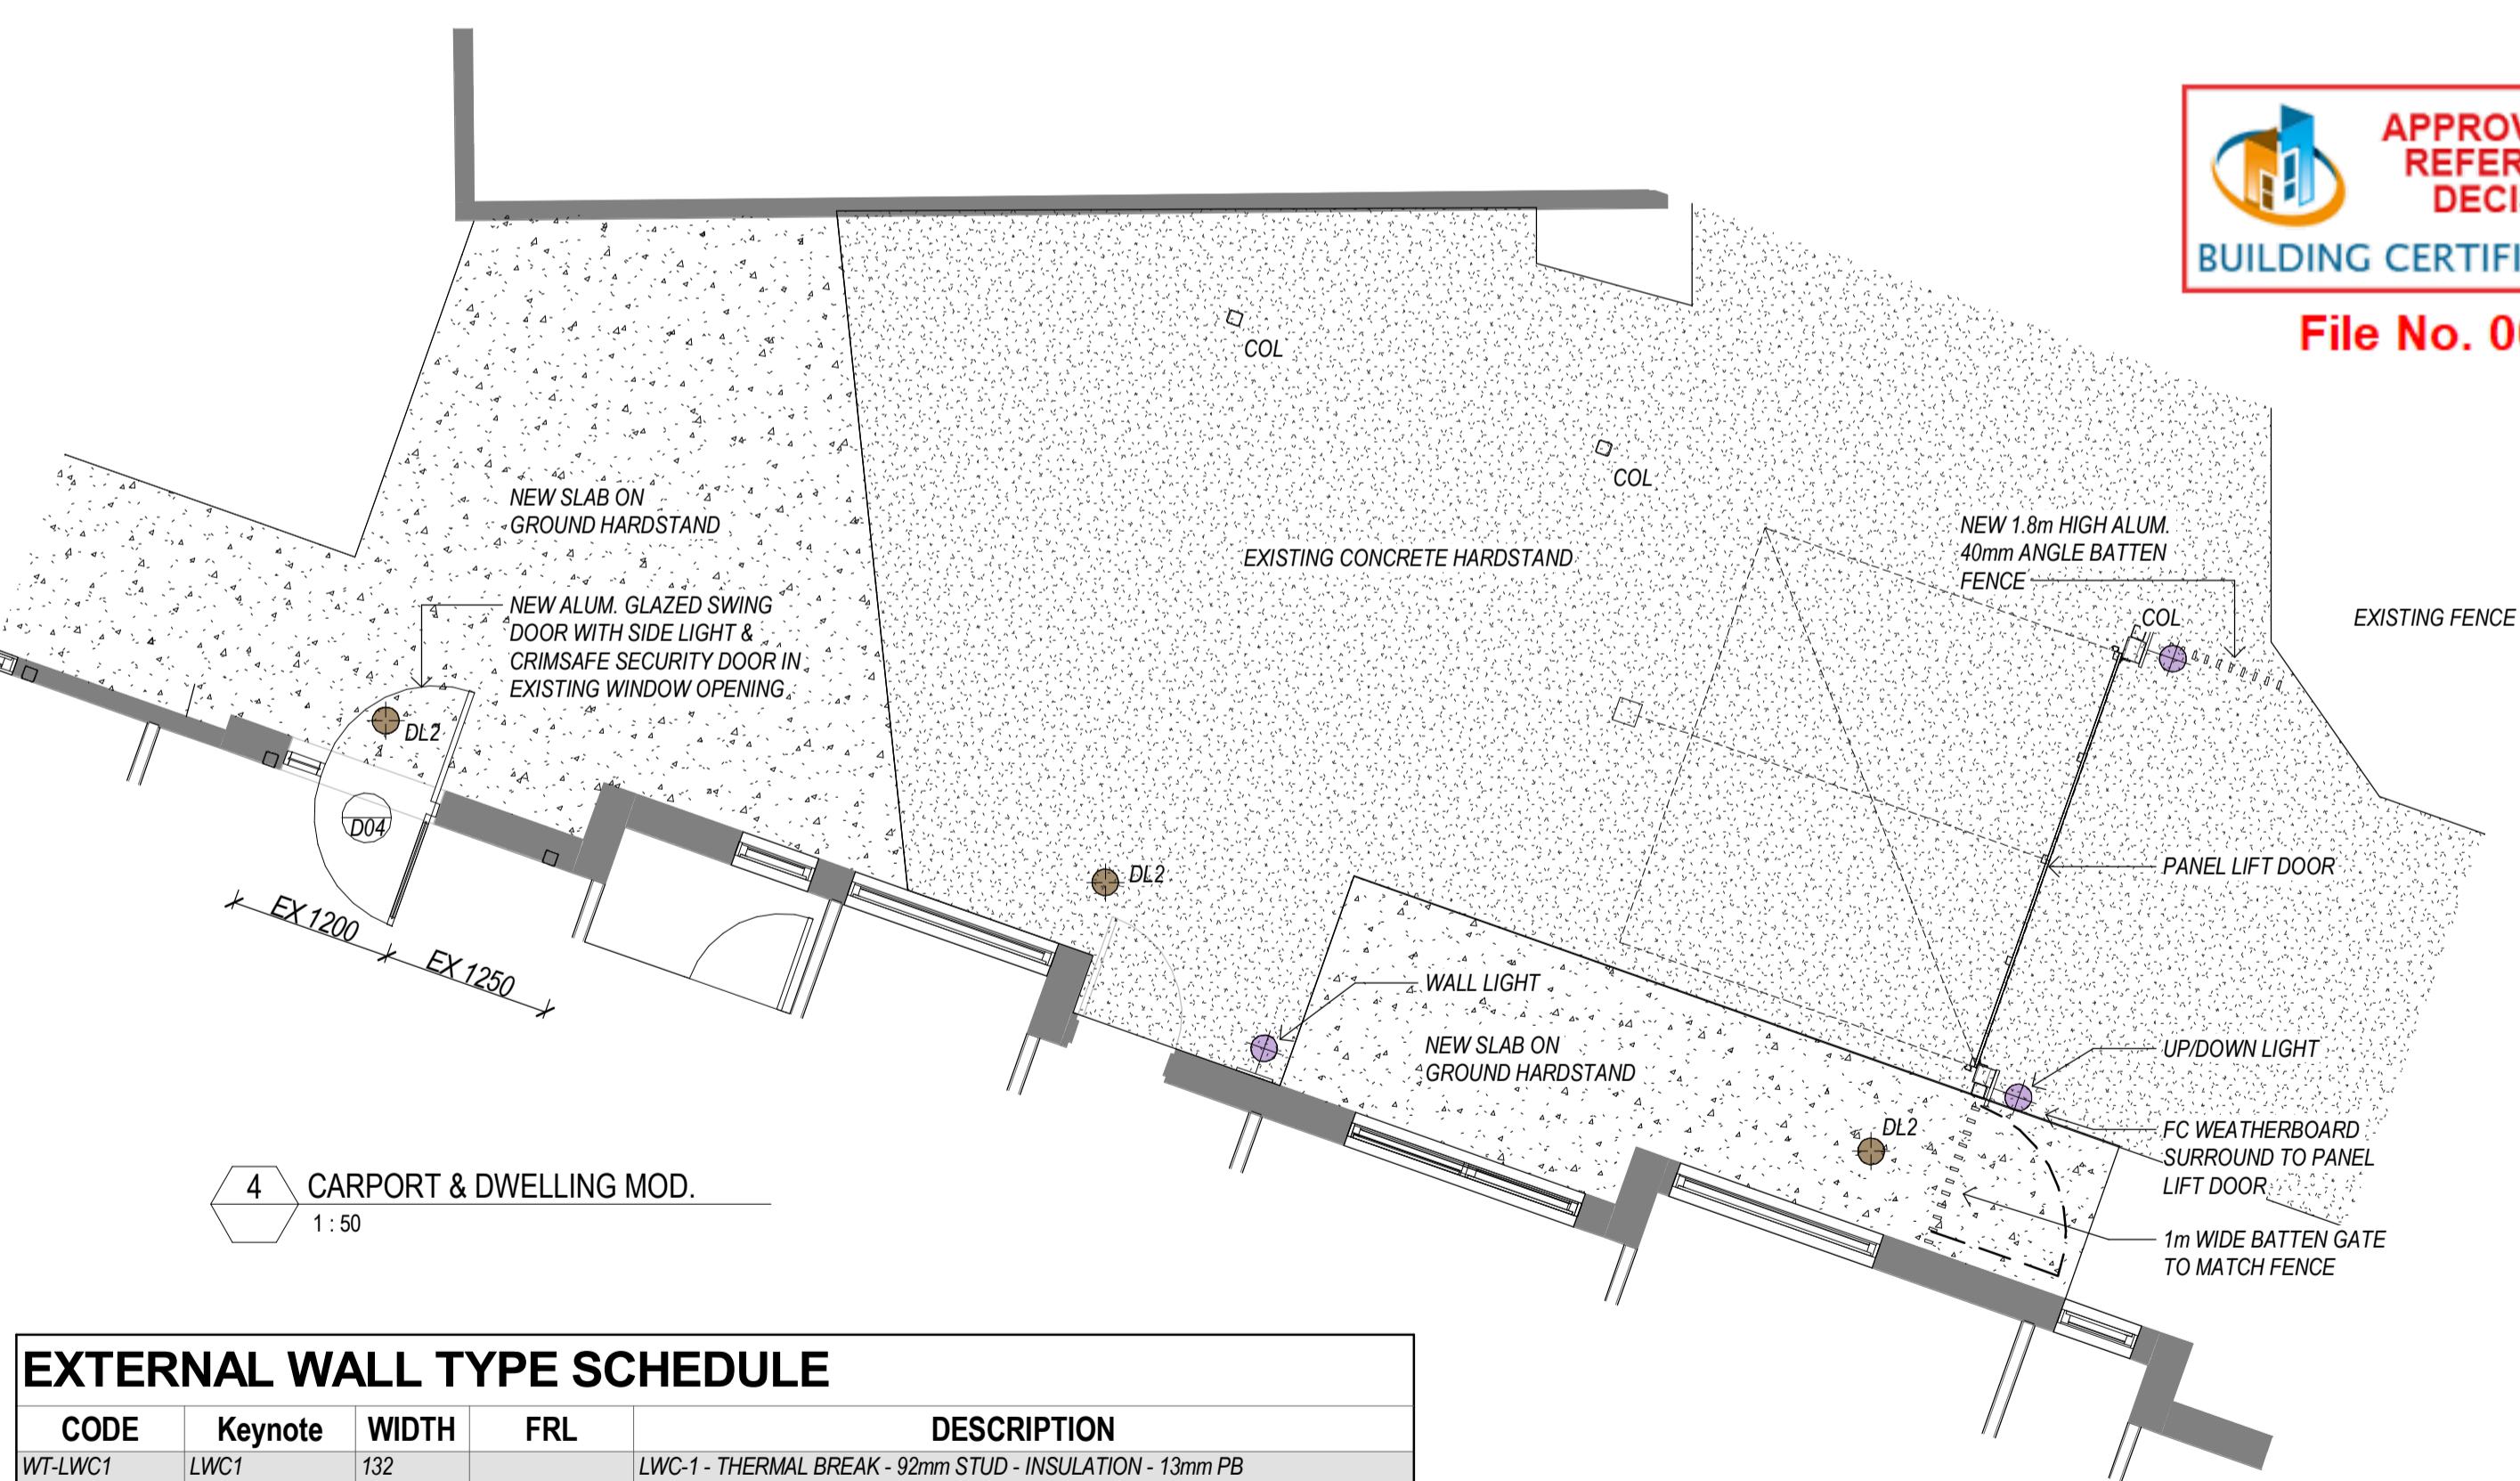 APPROV
REFER
DECI
BUILDING CERTIFI
File No. 0
COL
COL
NEW SLAB ON
GROUND HARDSTAND
EXISTING CONCRETE HARDSTAND
NEW 1.8m HIGH ALUM.
40mm ANGLE BATTEN
FENCE
COL
EXISTING FENCE
NEW ALUM. GLAZED SWING
DOOR WITH SIDE LIGHT &
CRIMSAFE SECURITY DOOR IN
EXISTING WINDOW OPENING
DL2
D04
DL2
PANEL LIFT DOOR
EX 1200
EX 1250
WALL LIGHT
NEW SLAB ON
GROUND HARDSTAND
UP/DOWN LIGHT
DL2
FC WEATHERBOARD
SURROUND TO PANEL
LIFT DOOR
1m WIDE BATTEN GATE
TO MATCH FENCE
4 CARPORT & DWELLING MOD.
1 : 50
EXTERNAL WALL TYPE SCHEDULE
CODE Keynote WIDTH FRL DESCRIPTION
WT-LWC1 LWC1 132 LWC-1 - THERMAL BREAK - 92mm STUD - INSULATION - 13mm PB